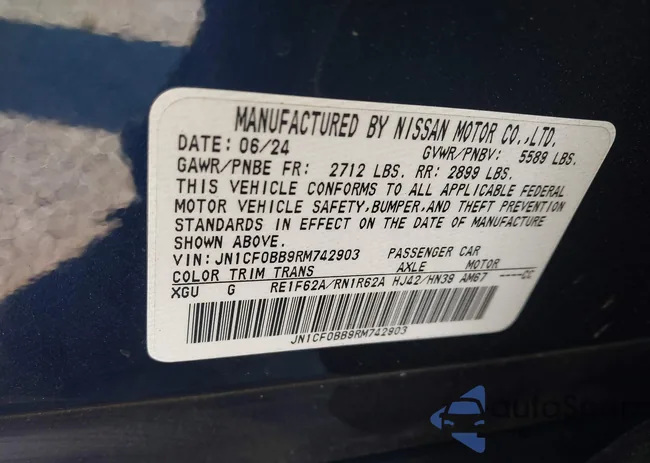 MANUFACTURED BY NISSAN MOTOR CO.,LTD.
DATE: 06/24 GVWR/PNBV: 5589 LBS.
GAWR/PNBE FR: 2712 LBS. RR: 2899 LBS.
THIS VEHICLE CONFORMS TO ALL APPLICABLE FEDERAL
MOTOR VEHICLE SAFETY,BUMPER,AND THEFT PREVENTION
STANDARDS IN EFFECT ON THE DATE OF MANUFACTURE
SHOWN ABOVE.
VIN: JN1CF0BB9RM742903 PASSENGER CAR
COLOR TRIM TRANS AXLE MOTOR
XGU G RE1F62A/RN1R62A HJ42/HN39 AM67 -----CC
JN1CF0BB9RM742903